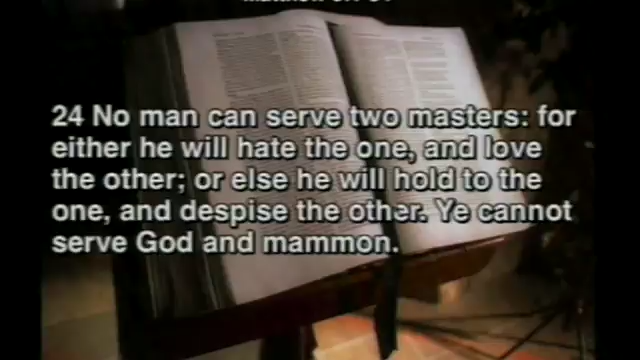 24 No man can serve two masters: for
either he will hate the one, and love
the other; or else he will hold to the
one, and despise the other. Ye cannot
serve God and mammon.